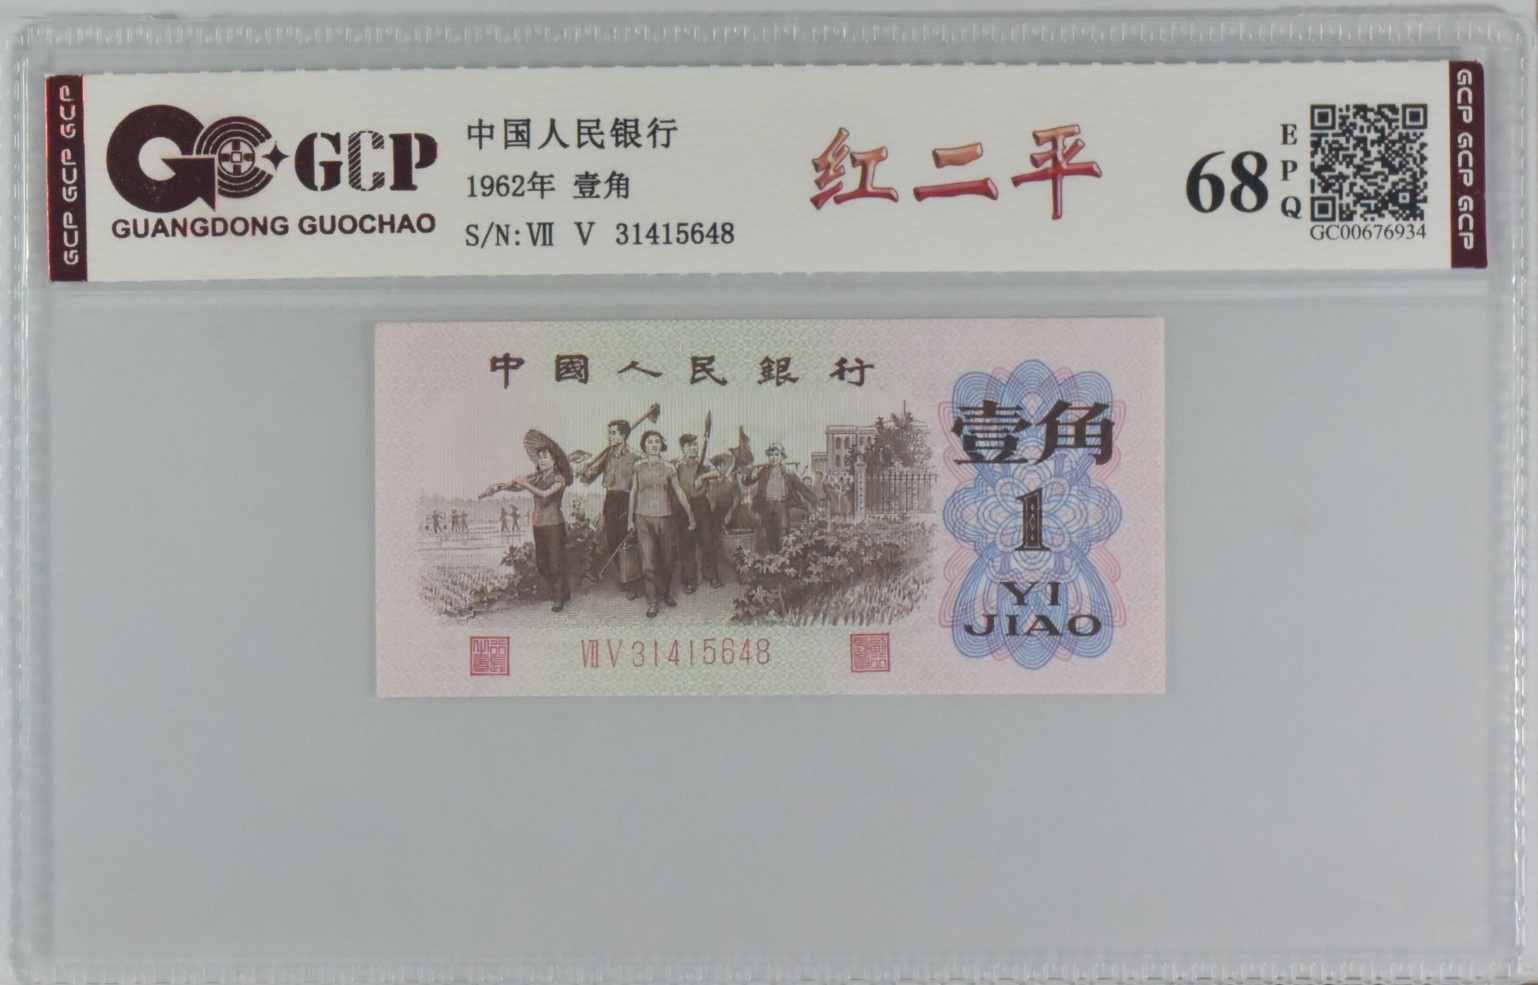 GCP GCP GCP
GCP
GUANGDONG GUOCHAO
中国人民银行
1962年 壹角
S/N:Ⅶ Ⅴ 31415648
红二平
68
EPQ
GC00676934
GCP GCP GCP
中國人民銀行
壹角
1
YI
JIAO
ⅦⅤ31415648